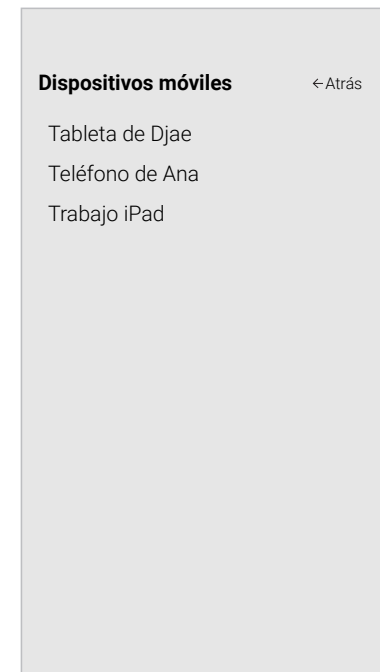 Dispositivos móviles ←Atrás
Tableta de Djae
Teléfono de Ana
Trabajo iPad